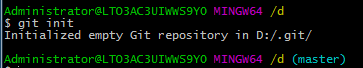 Administrator@LTO3AC3UIWWS9YO MINGW64 /d
$ git init
Initialized empty Git repository in D:/.git/
Administrator@LTO3AC3UIWWS9YO MINGW64 /d (master)